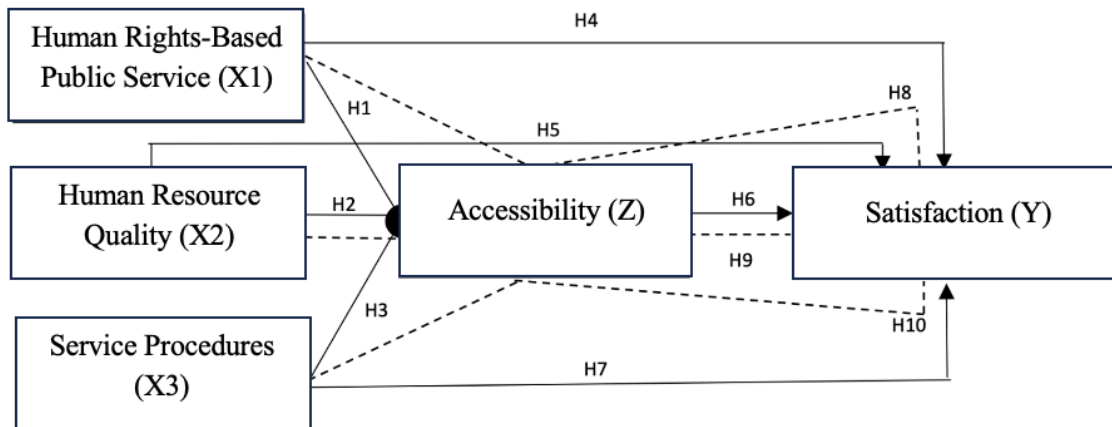 Human Rights-Based
Public Service (X1)
H4
H1
H8
H5
Human Resource
Quality (X2)
H2
Accessibility (Z)
H6
Satisfaction (Y)
H9
H3
H10
Service Procedures
(X3)
H7